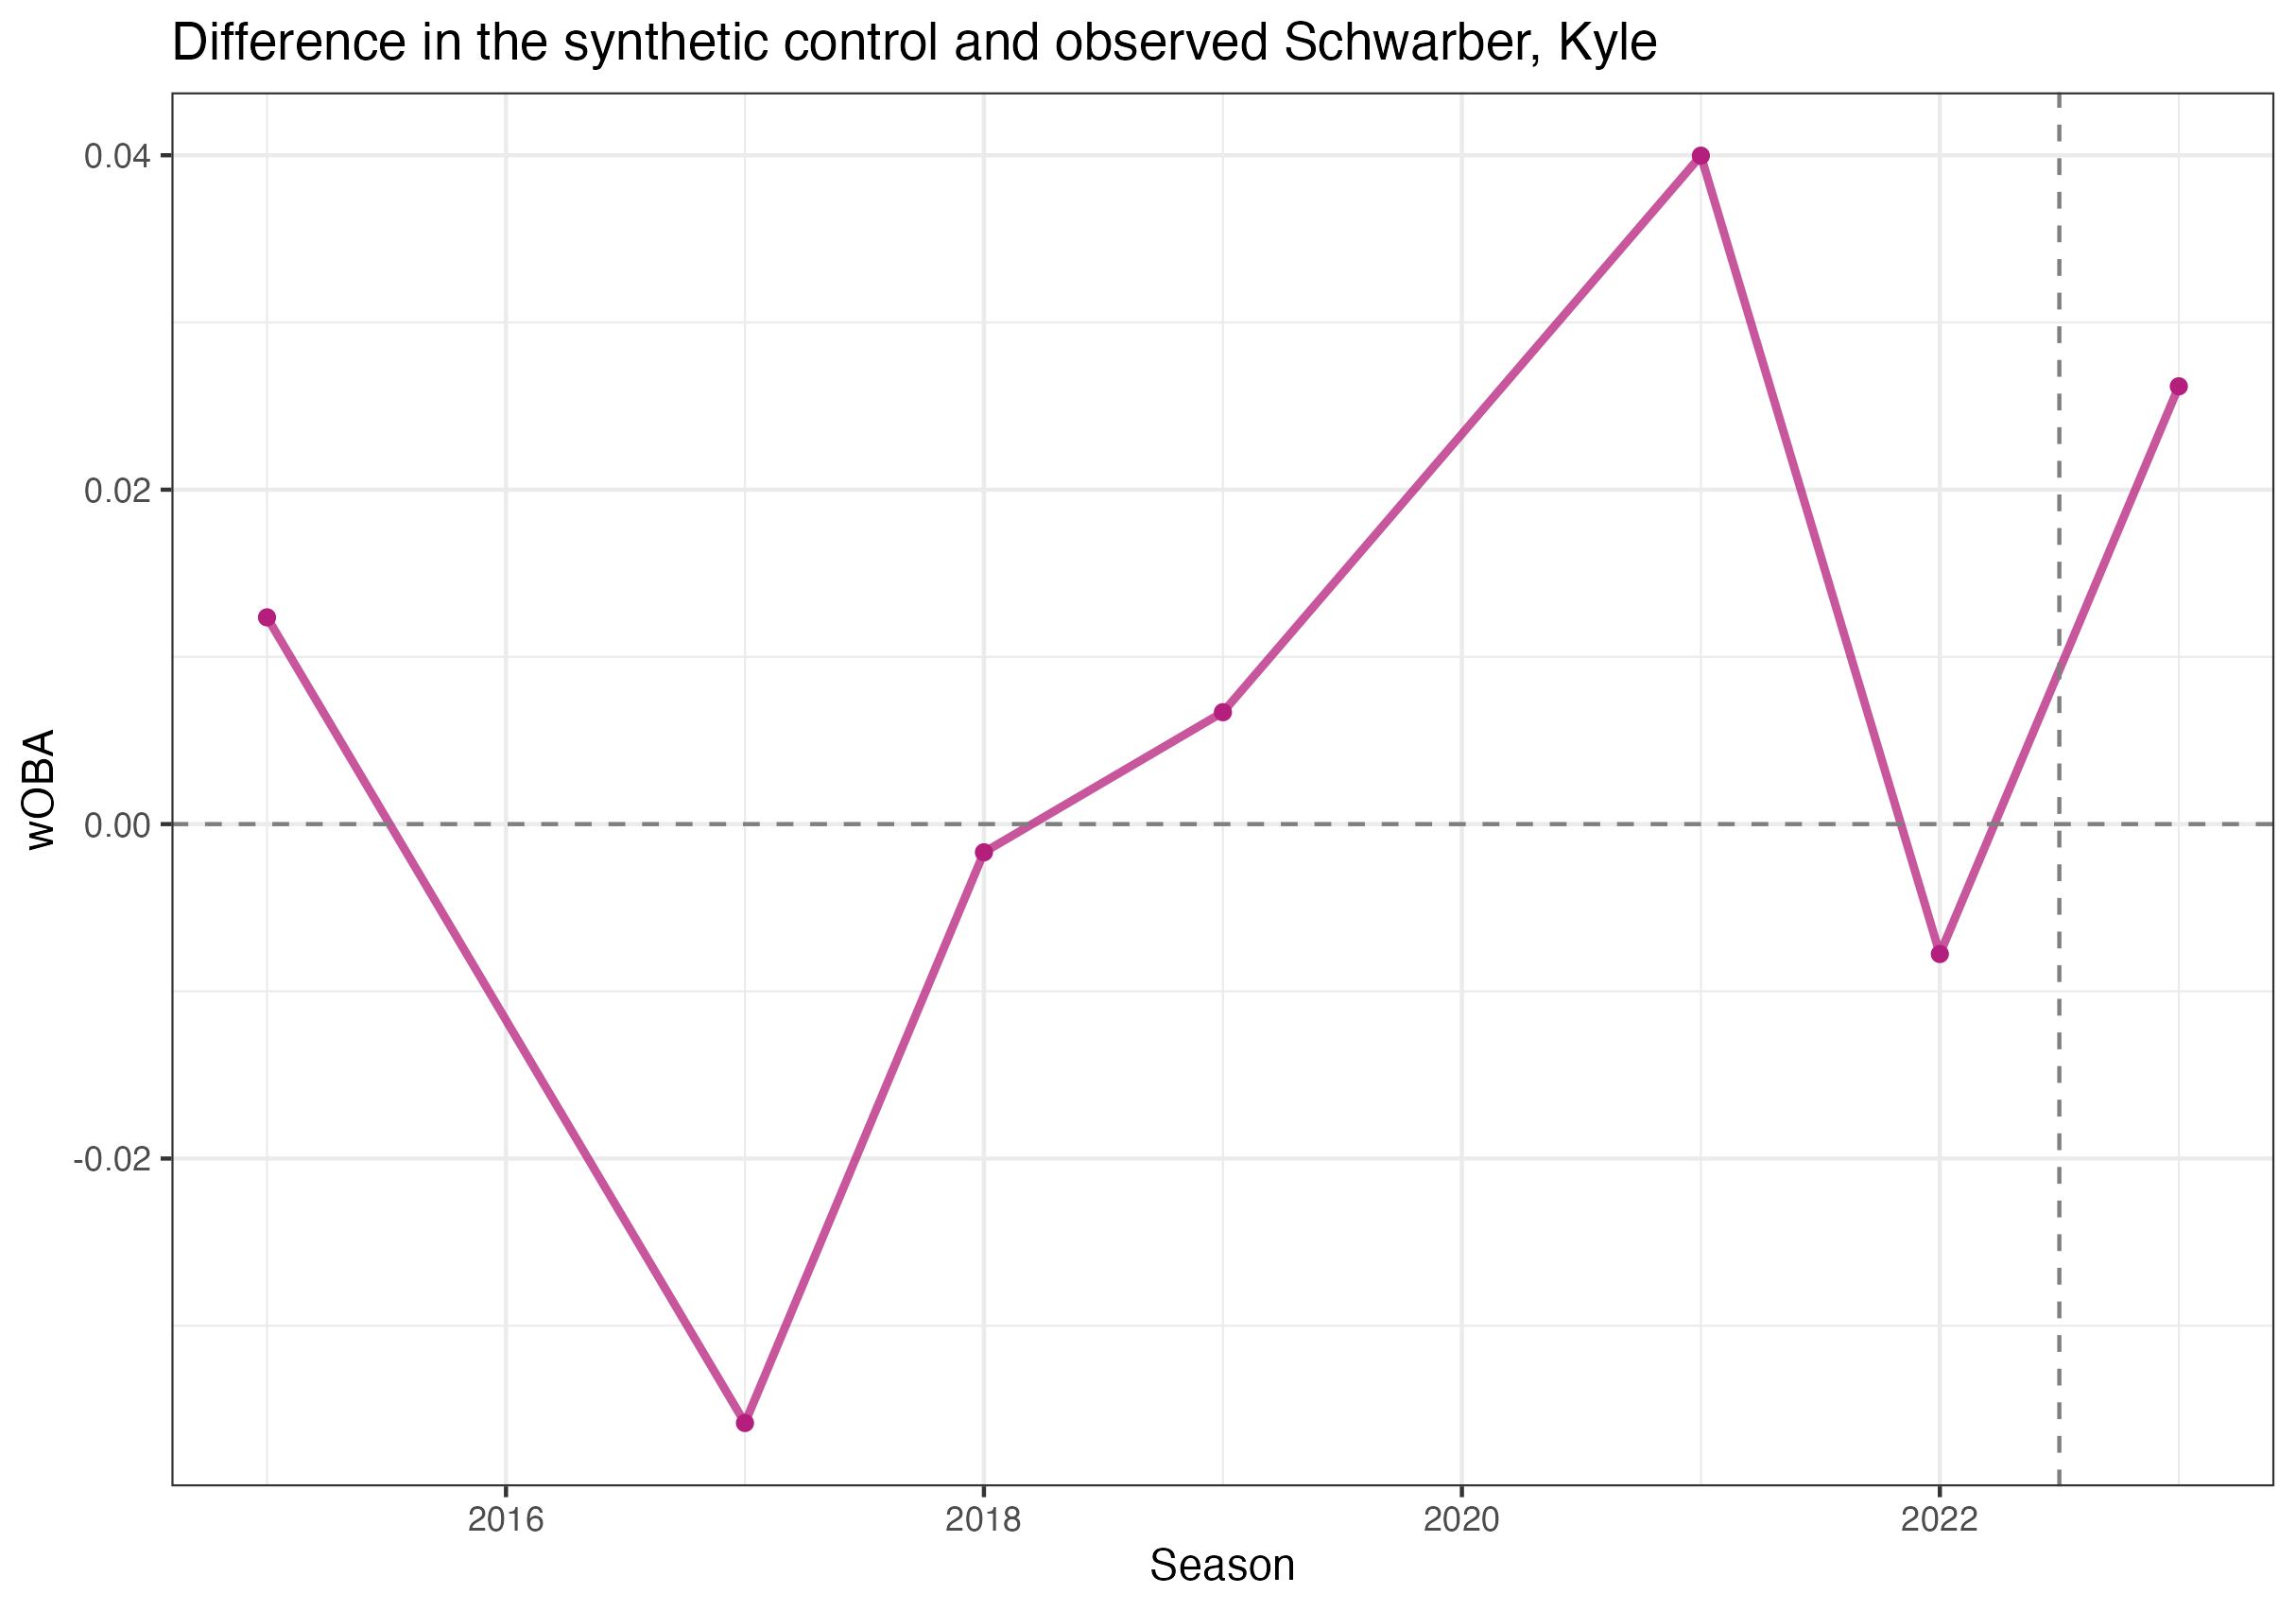 Difference in the synthetic control and observed Schwarber, Kyle
0.04
0.02
0.00
-0.02
wOBA
2016 2018 2020 2022
Season